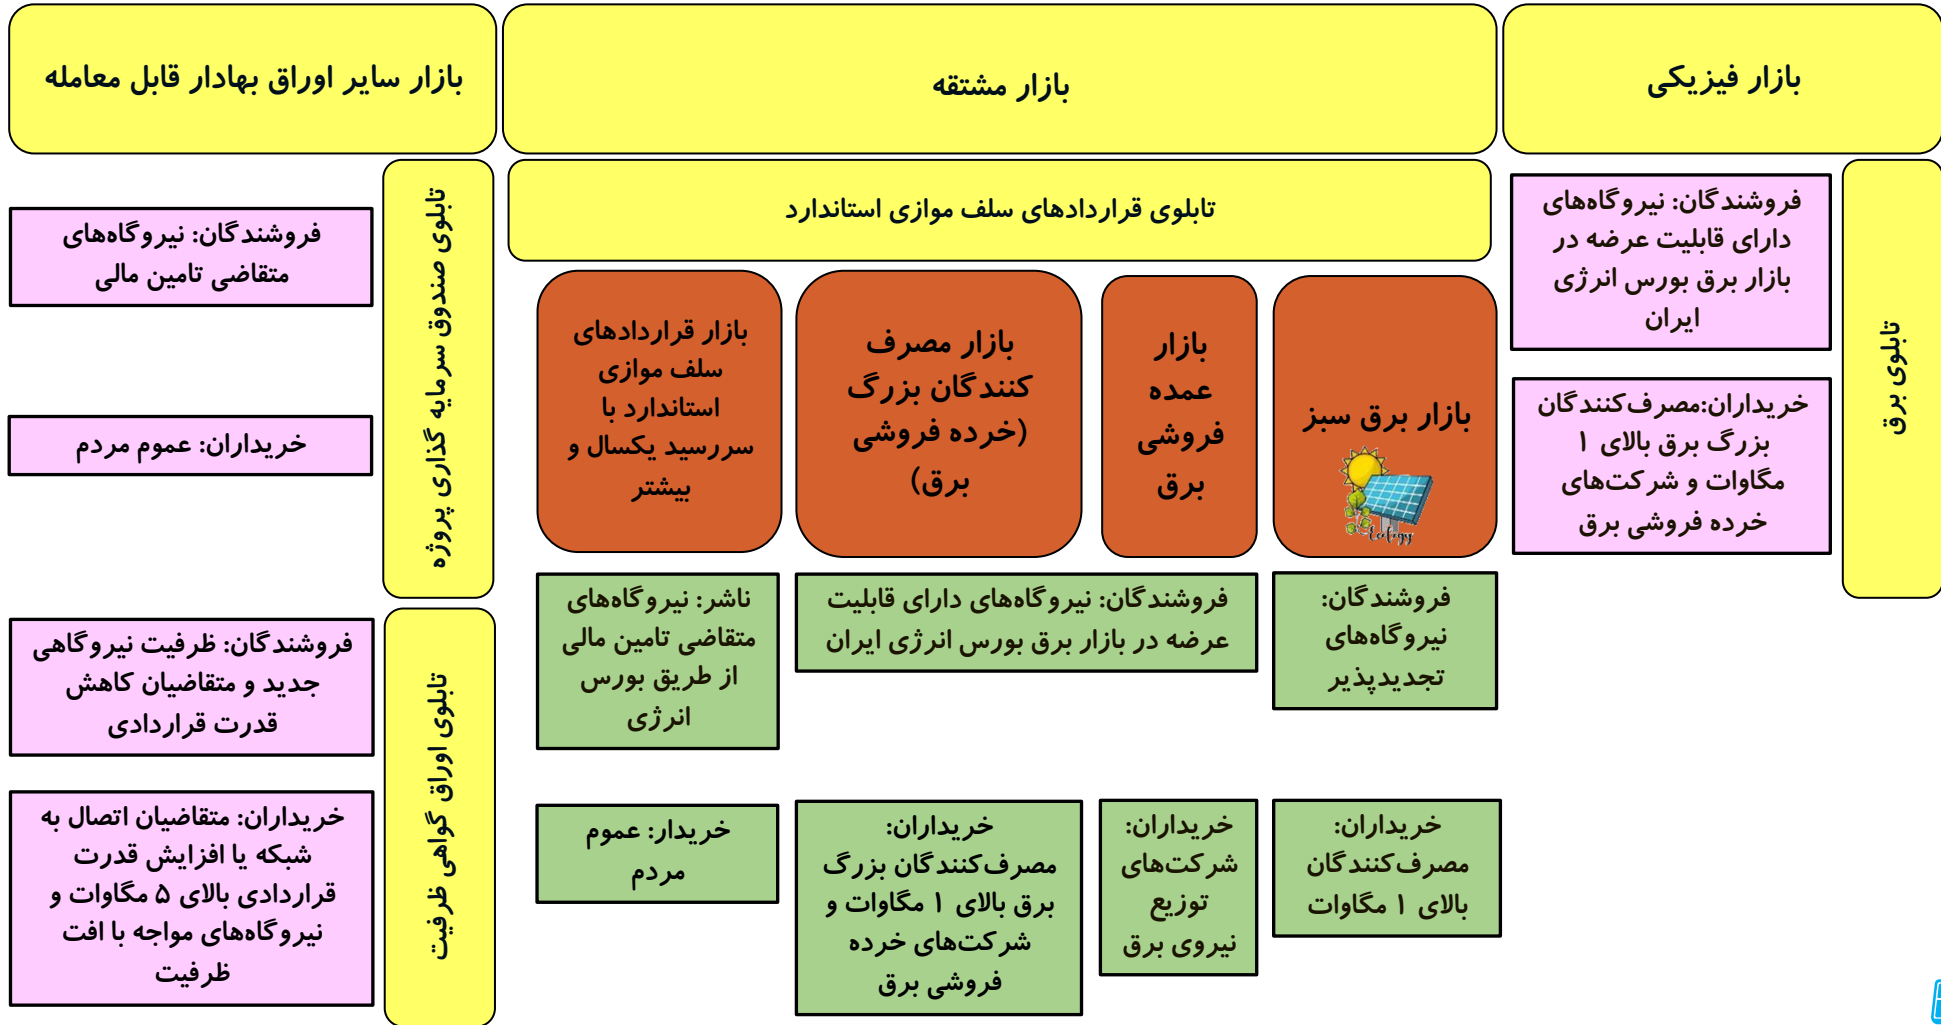 بازار فیزیکی
بازار مشتقه
بازار سایر اوراق بهادار قابل معامله
تابلوی برق
فروشندگان: نیروگاه‌های
دارای قابلیت عرضه در
بازار برق بورس انرژی
ایران
خریداران:مصرف‌کنندگان
بزرگ برق بالای ۱
مگاوات و شرکت‌های
خرده فروشی برق
تابلوی قراردادهای سلف موازی استاندارد
بازار برق سبز
Ecology
فروشندگان:
نیروگاه‌های
تجدیدپذیر
خریداران:
مصرف‌کنندگان
بالای ۱ مگاوات
بازار
عمده
فروشی
برق
بازار مصرف
کنندگان بزرگ
(خرده فروشی
برق)
فروشندگان: نیروگاه‌های دارای قابلیت
عرضه در بازار برق بورس انرژی ایران
خریداران:
شرکت‌های
توزیع
نیروی برق
خریداران:
مصرف‌کنندگان بزرگ
برق بالای ۱ مگاوات و
شرکت‌های خرده
فروشی برق
بازار قراردادهای
سلف موازی
استاندارد با
سررسید یکسال و
بیشتر
ناشر: نیروگاه‌های
متقاضی تامین مالی
از طریق بورس
انرژی
خریدار: عموم
مردم
تابلوی صندوق سرمایه گذاری پروژه
فروشندگان: نیروگاه‌های
متقاضی تامین مالی
خریداران: عموم مردم
تابلوی اوراق گواهی ظرفیت
فروشندگان: ظرفیت نیروگاهی
جدید و متقاضیان کاهش
قدرت قراردادی
خریداران: متقاضیان اتصال به
شبکه یا افزایش قدرت
قراردادی بالای ۵ مگاوات و
نیروگاه‌های مواجه با افت
ظرفیت